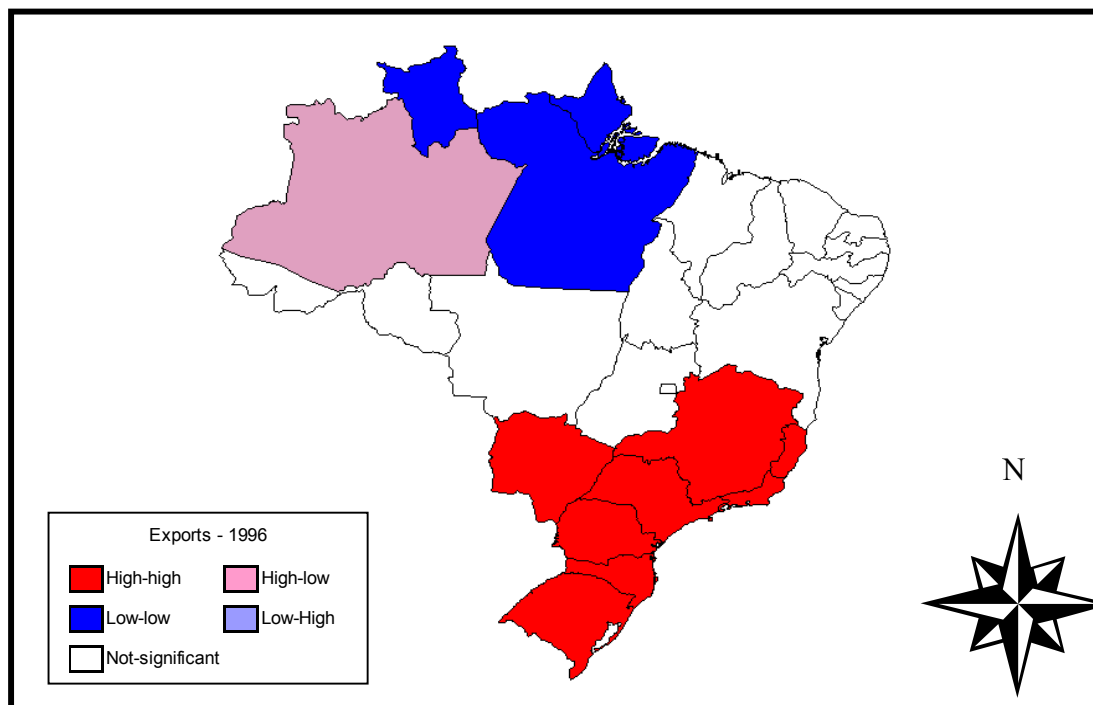 N
Exports - 1996
High-high High-low
Low-low Low-High
Not-significant